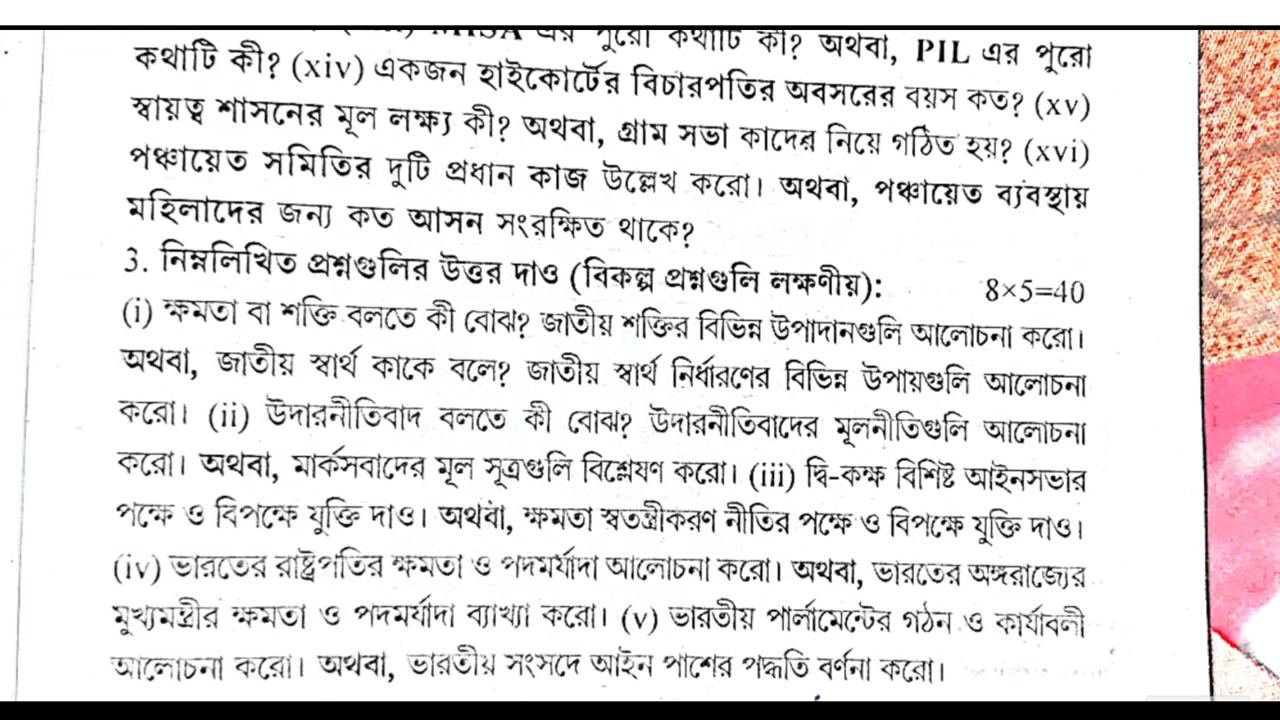 MISA এর পুরো কথাটি কী? অথবা, PIL এর পুরো
কথাটি কী? (xiv) একজন হাইকোর্টের বিচারপতির অবসরের বয়স কত? (xv)
স্বায়ত্ব শাসনের মূল লক্ষ্য কী? অথবা, গ্রাম সভা কাদের নিয়ে গঠিত হয়? (xvi)
পঞ্চায়েত সমিতির দুটি প্রধান কাজ উল্লেখ করো। অথবা, পঞ্চায়েত ব্যবস্থায়
মহিলাদের জন্য কত আসন সংরক্ষিত থাকে?
3. নিম্নলিখিত প্রশ্নগুলির উত্তর দাও (বিকল্প প্রশ্নগুলি লক্ষণীয়): 8×5=40
(i) ক্ষমতা বা শক্তি বলতে কী বোঝ? জাতীয় শক্তির বিভিন্ন উপাদানগুলি আলোচনা করো।
অথবা, জাতীয় স্বার্থ কাকে বলে? জাতীয় স্বার্থ নির্ধারণের বিভিন্ন উপায়গুলি আলোচনা
করো। (ii) উদারনীতিবাদ বলতে কী বোঝ? উদারনীতিবাদের মূলনীতিগুলি আলোচনা
করো। অথবা, মার্কসবাদের মূল সূত্রগুলি বিশ্লেষণ করো। (iii) দ্বি-কক্ষ বিশিষ্ট আইনসভার
পক্ষে ও বিপক্ষে যুক্তি দাও। অথবা, ক্ষমতা স্বতন্ত্রীকরণ নীতির পক্ষে ও বিপক্ষে যুক্তি দাও।
(iv) ভারতের রাষ্ট্রপতির ক্ষমতা ও পদমর্যাদা আলোচনা করো। অথবা, ভারতের অঙ্গরাজ্যের
মুখ্যমন্ত্রীর ক্ষমতা ও পদমর্যাদা ব্যাখ্যা করো। (v) ভারতীয় পার্লামেন্টের গঠন ও কার্যাবলী
আলোচনা করো। অথবা, ভারতীয় সংসদে আইন পাশের পদ্ধতি বর্ণনা করো।